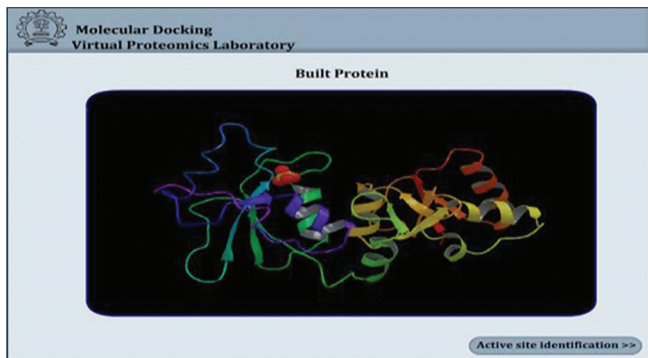 Molecular Docking
Virtual Proteomics Laboratory
Built Protein
Active site identification >>